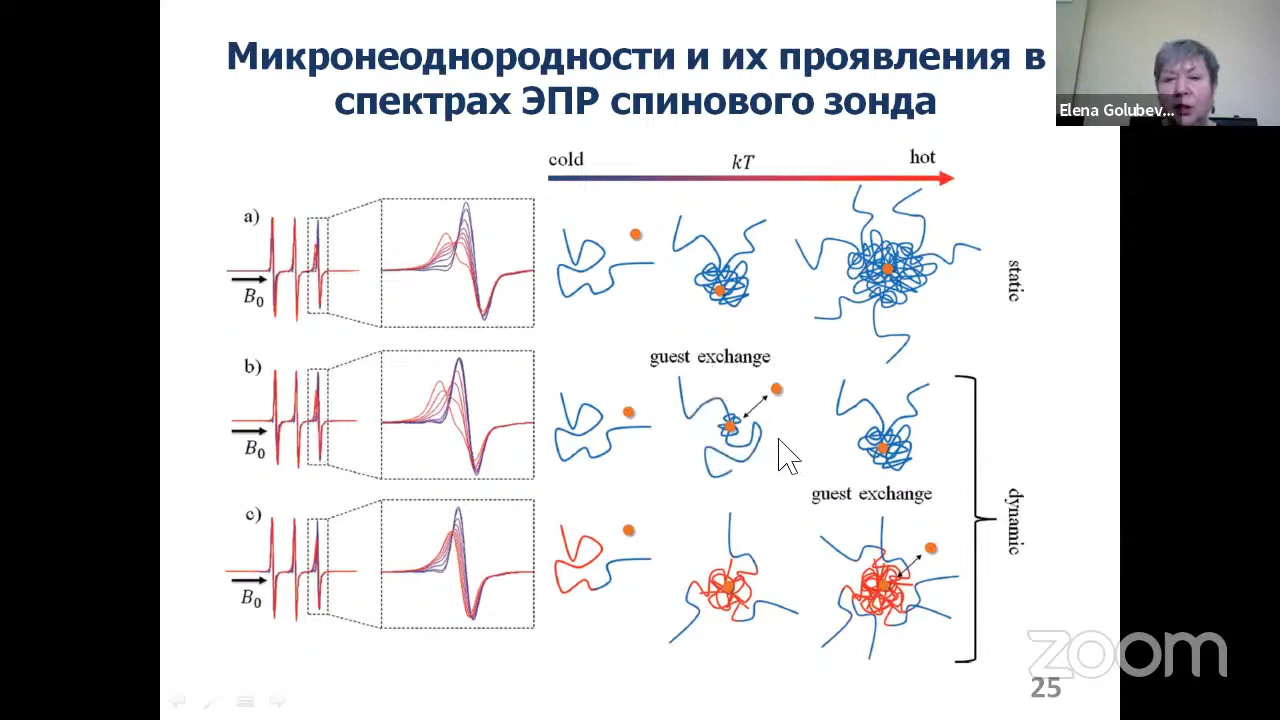 Микронеоднородности и их проявления в
спектрах ЭПР спинового зонда
Elena Golubev...
cold
kT
hot
a)
B0
static
guest exchange
b)
B0
guest exchange
dynamic
c)
B0
zoom
25